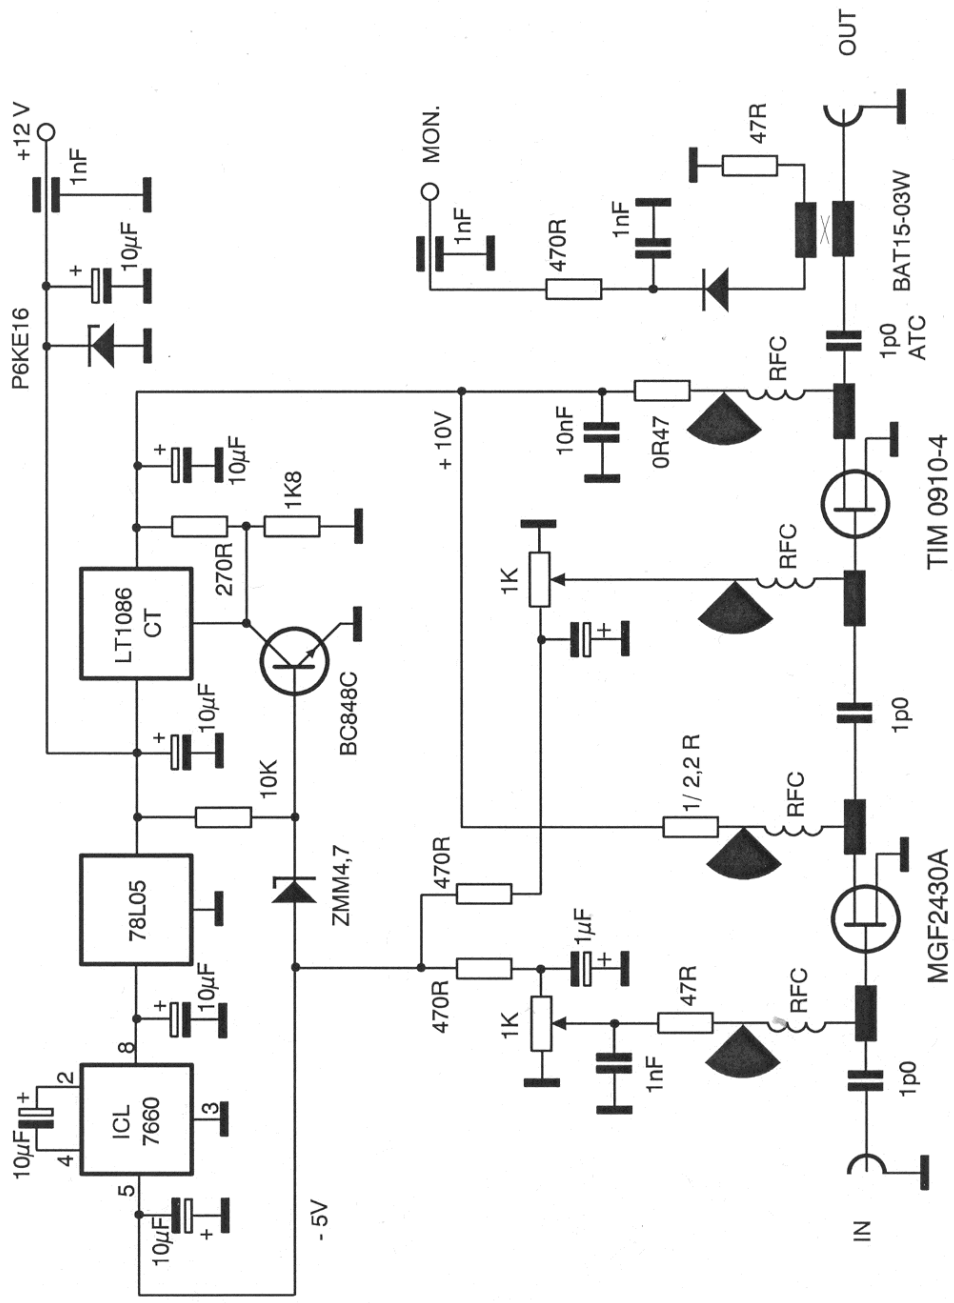 +12 V
1nF
10µF
P6KE16
MON.
1nF
470R
1nF
47R
OUT
BAT15-03W
1p0
ATC
RFC
0R47
10nF
+ 10V
10µF
1K8
270R
LT1086
CT
BC848C
10µF
10K
78L05
ZMM4,7
10µF
8
2
4
3
5
10µF
ICL
7660
10µF
- 5V
470R
470R
1µF
1K
1K
1nF
47R
RFC
1/ 2,2 R
RFC
RFC
TIM 0910-4
1p0
MGF2430A
1p0
IN